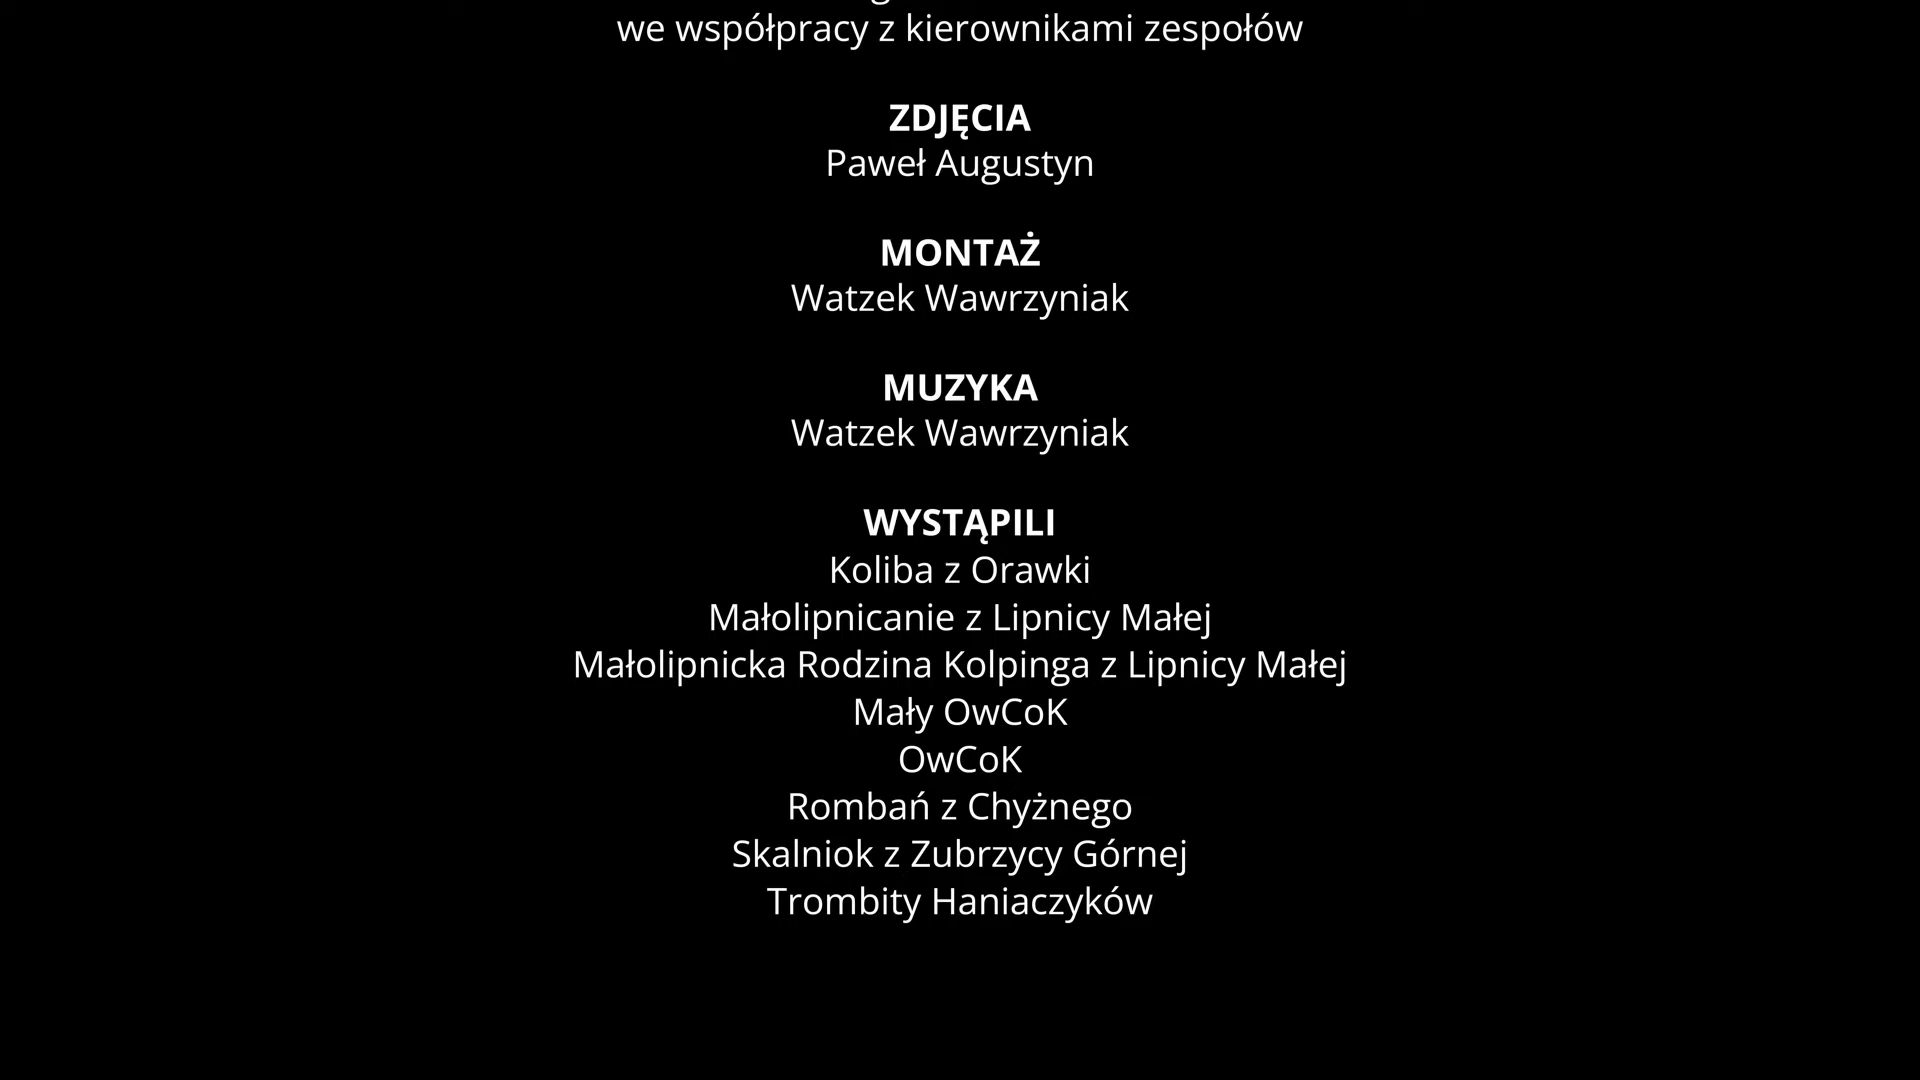 we współpracy z kierownikami zespołów
ZDJĘCIA
Paweł Augustyn
MONTAŻ
Watzek Wawrzyniak
MUZYKA
Watzek Wawrzyniak
WYSTĄPILI
Koliba z Orawki
Małolipnicanie z Lipnicy Małej
Małolipnicka Rodzina Kolpinga z Lipnicy Małej
Mały OwCoK
OwCoK
Rombań z Chyżnego
Skalniok z Zubrzycy Górnej
Trombity Haniaczyków